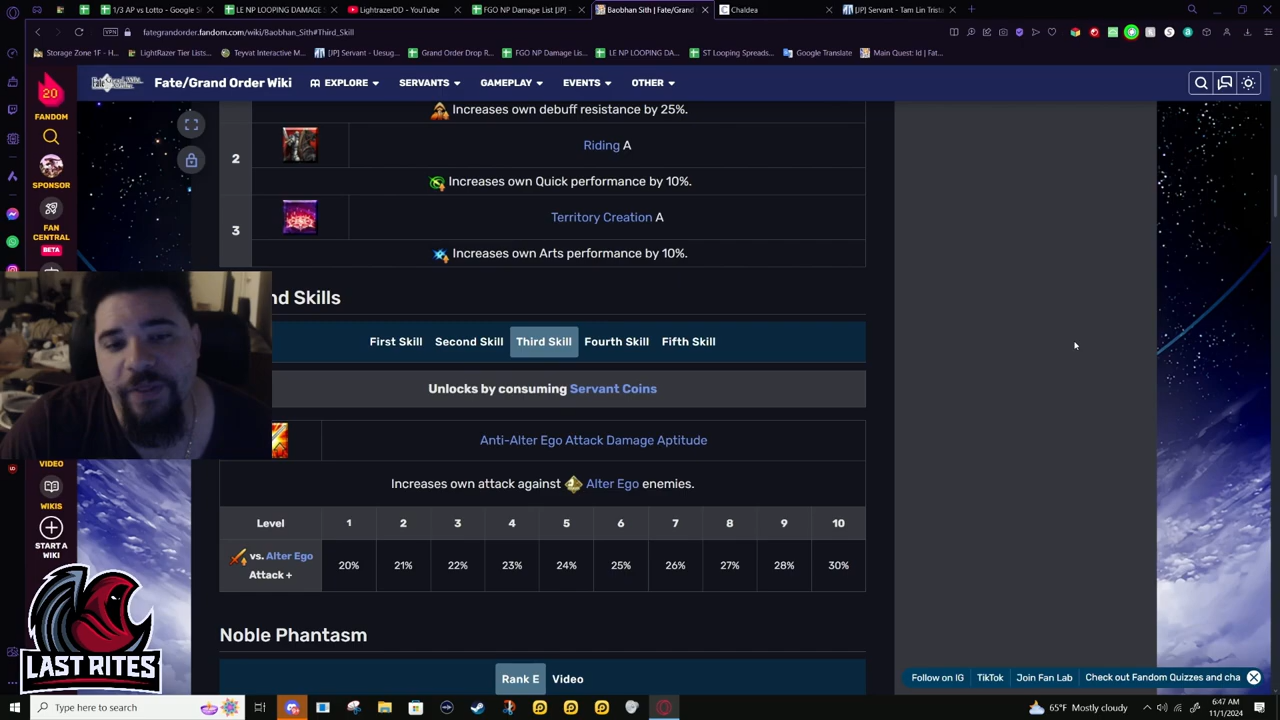 1/3 AP vs Lotto - Google S
LE NP LOOPING DAMAGE
LightrazerDD - YouTube
FGO NP Damage List [JP] -
Baobhan Sith | Fate/Grand
Chaldea
[JP] Servant - Tam Lin Trista
VPN
fategrandorder.fandom.com/wiki/Baobhan_Sith#Third_Skill
Storage Zone 1F - H...
LightRazer Tier Lists...
Teyvat Interactive M...
[JP] Servant - Uesug...
Grand Order Drop R...
FGO NP Damage Lis...
LE NP LOOPING DA...
ST Looping Spreads...
Google Translate
Main Quest: Id | Fat...
Fate/Grand Order Wiki
EXPLORE
SERVANTS
GAMEPLAY
EVENTS
OTHER
20
FANDOM
SPONSOR
FAN
CENTRAL
BETA
VIDEO
WIKIS
START A
WIKI
Increases own debuff resistance by 25%.
2
Riding A
Increases own Quick performance by 10%.
3
Territory Creation A
Increases own Arts performance by 10%.
nd Skills
First Skill
Second Skill
Third Skill
Fourth Skill
Fifth Skill
Unlocks by consuming Servant Coins
Anti-Alter Ego Attack Damage Aptitude
Increases own attack against Alter Ego enemies.
Level 1 2 3 4 5 6 7 8 9 10
vs. Alter Ego
Attack +
20% 21% 22% 23% 24% 25% 26% 27% 28% 30%
Noble Phantasm
Rank E
Video
LAST RITES
Follow on IG
TikTok
Join Fan Lab
Check out Fandom Quizzes and cha
Type here to search
65°F Mostly cloudy
6:47 AM
11/1/2024